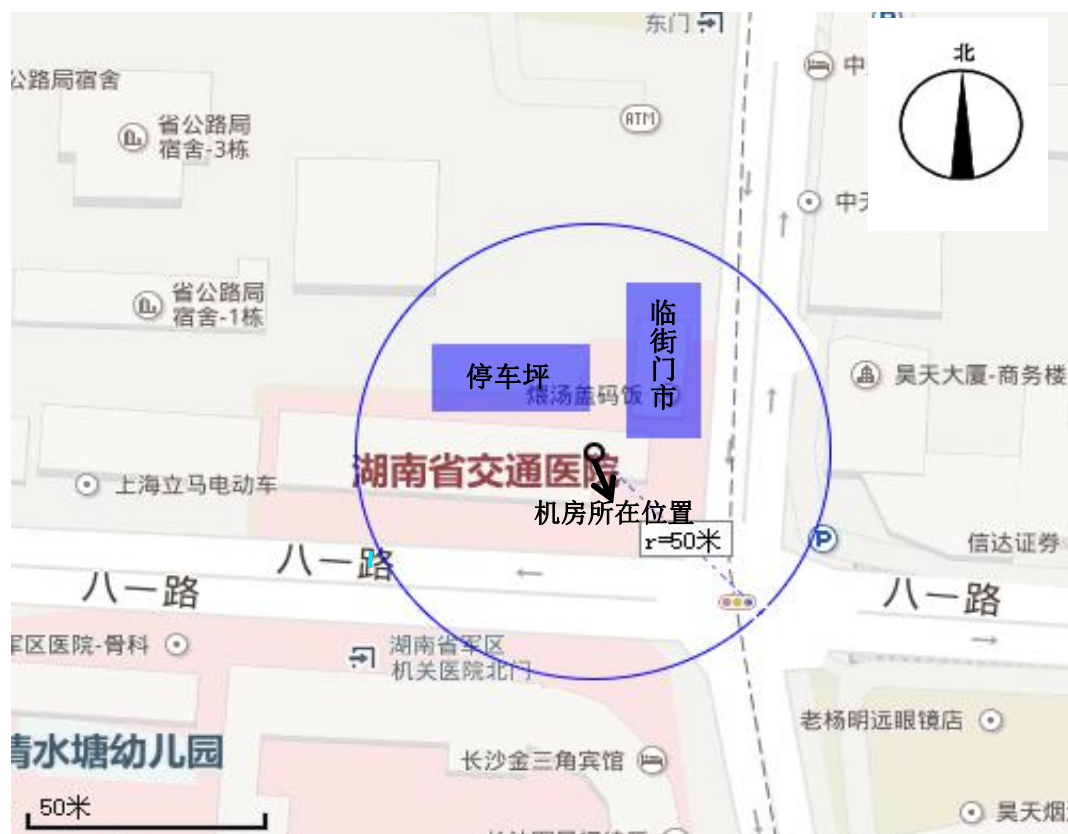 东门
北
中
公路局宿舍
ATM
省公路局
宿舍-3栋
中天
省公路局
宿舍-1栋
临街门市
停车坪
煨汤盖码饭
昊天大厦-商务楼
湖南省交通医院
上海立马电动车
机房所在位置
r=50米
P
信达证券
八一路
八一路
八一路
军区医院-骨科
湖南省军区
机关医院北门
老杨明远眼镜店
清水塘幼儿园
长沙金三角宾馆
50米
昊天烟